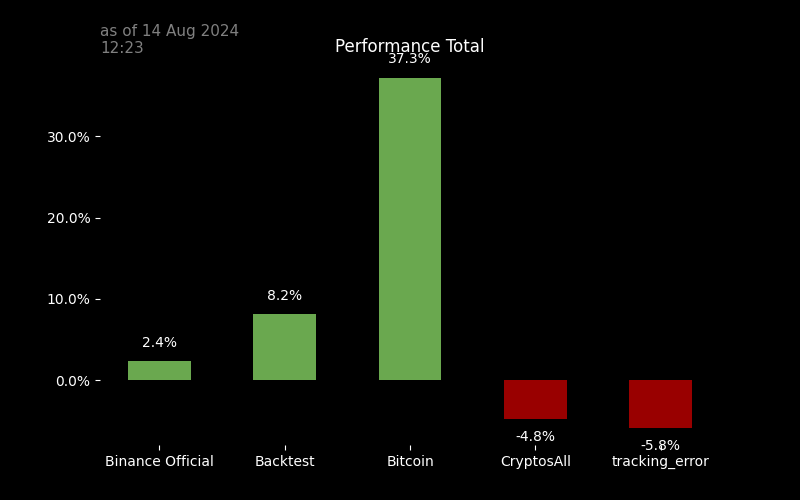 as of 14 Aug 2024
12:23
Performance Total
37.3%
30.0%
20.0%
10.0%
8.2%
2.4%
0.0%
-4.8%
-5.8%
Binance Official
Backtest
Bitcoin
CryptosAll
tracking_error